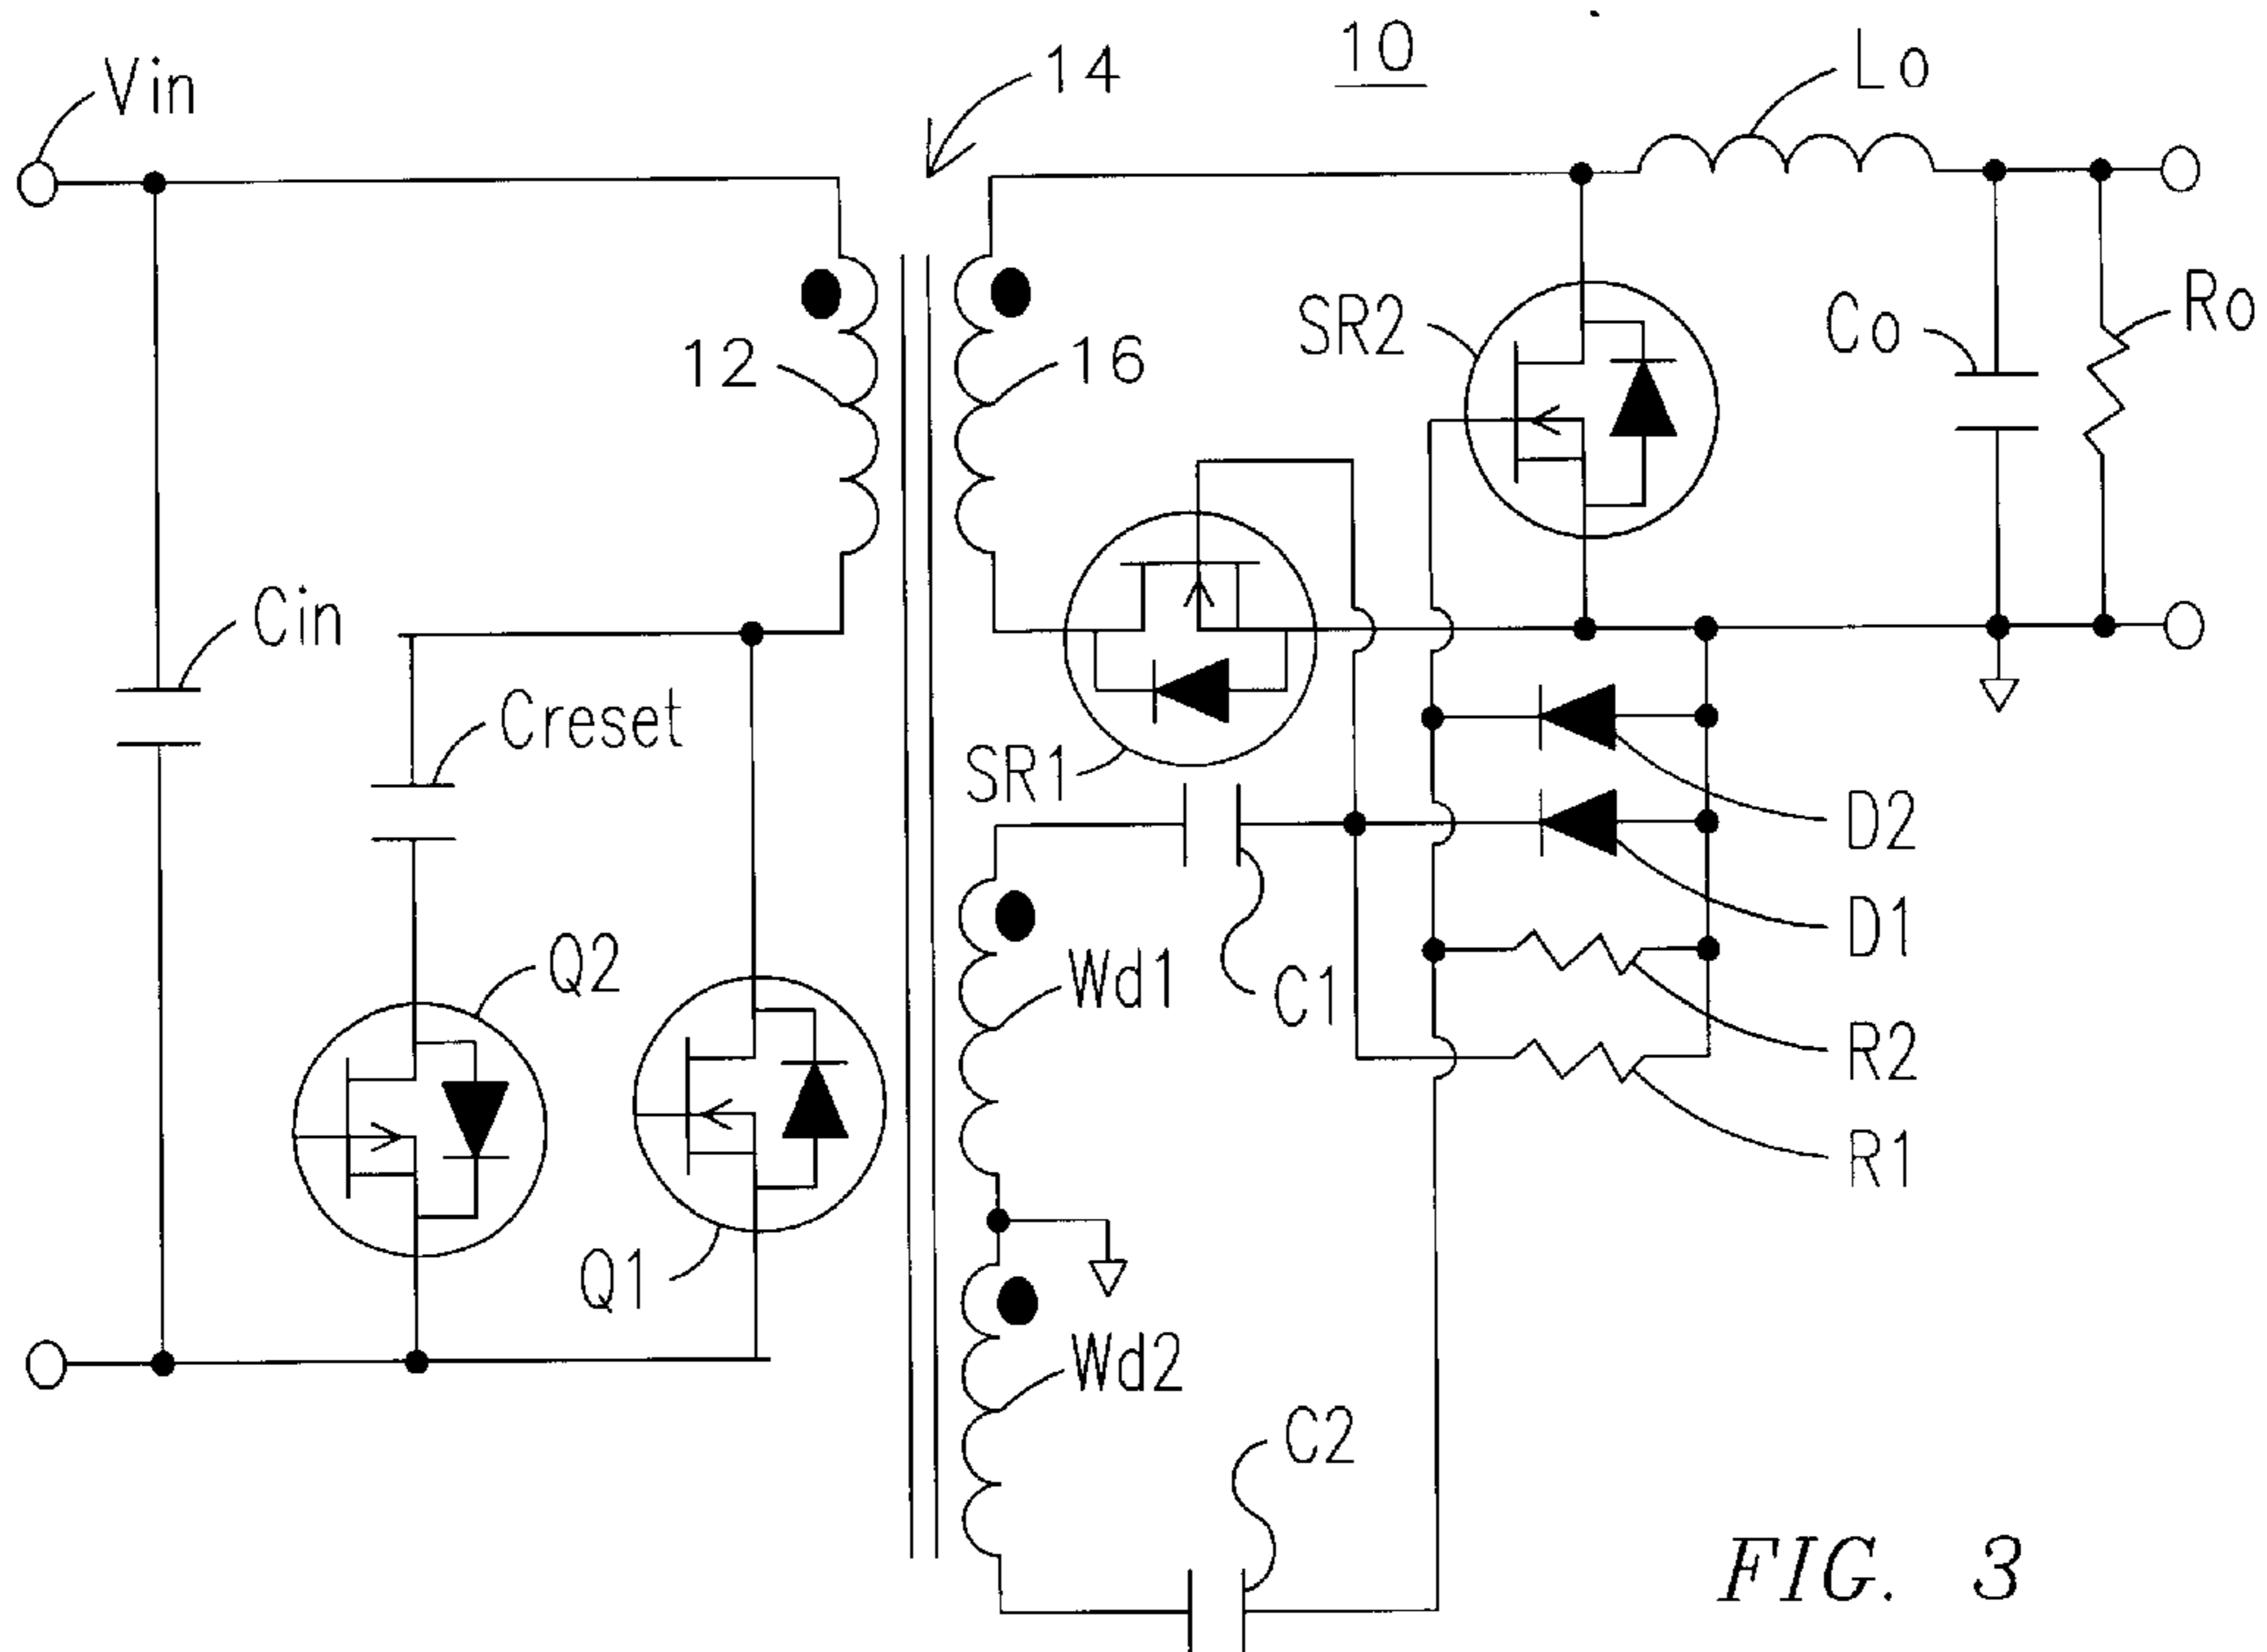 10
Vin
14
Lo
12
16
SR2
Co
Ro
Cin
Creset
SR1
D2
Q2
Wd1
C1
D1
R2
R1
Q1
Wd2
C2
FIG. 3